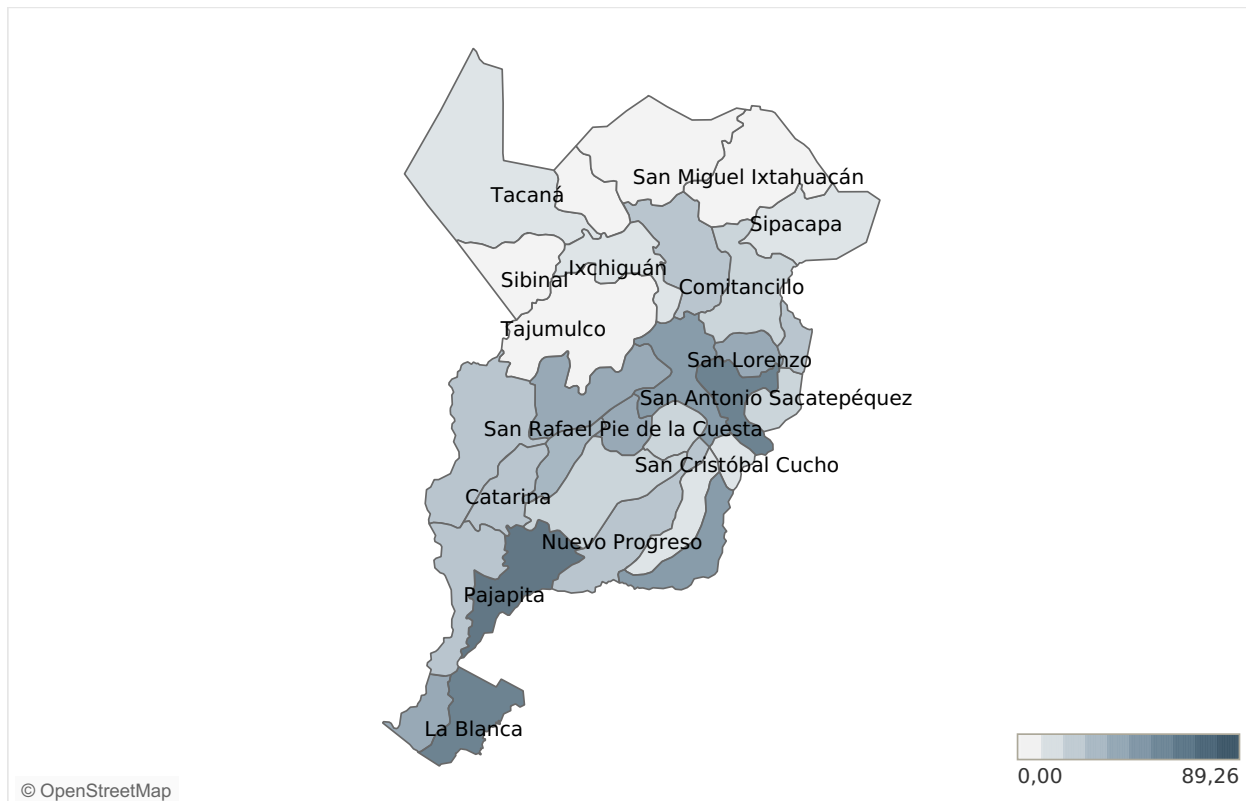 San Miguel Ixtahuacán
Tacaná
Sipacapa
Ixchiguán
Sibinal
Comitancillo
Tajumulco
San Lorenzo
San Antonio Sacatepéquez
San Rafael Pie de la Cuesta
San Cristóbal Cucho
Catarina
Nuevo Progreso
Pajapita
La Blanca
0,00 89,26
© OpenStreetMap